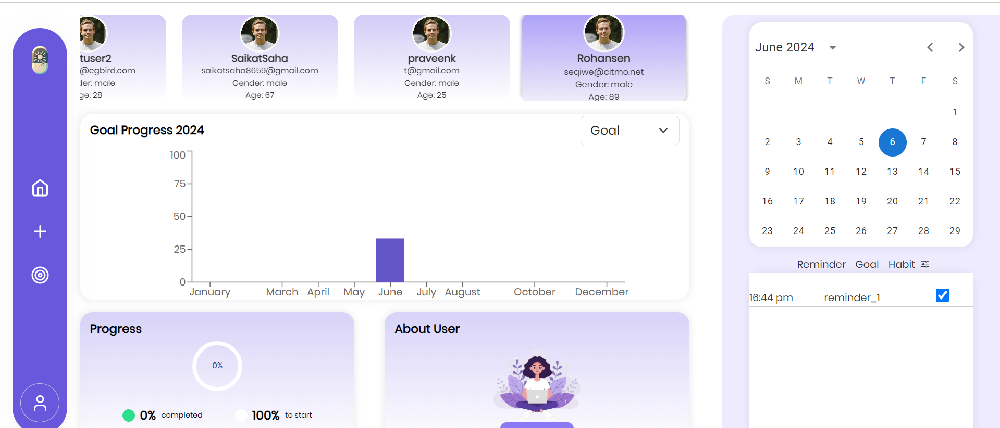 tuser2
@cgbird.com
der: male
ge: 28
SaikatSaha
saikatsaha8659@gmail.com
Gender: male
Age: 67
praveenk
t@gmail.com
Gender: male
Age: 25
Rohansen
seqiwe@citmo.net
Gender: male
Age: 89
Goal Progress 2024
Goal
100
75
50
25
0
January March April May June July August October December
Progress
0%
0% completed 100% to start
About User
June 2024
S M T W T F S
1
2 3 4 5 6 7 8
9 10 11 12 13 14 15
16 17 18 19 20 21 22
23 24 25 26 27 28 29
Reminder Goal Habit
16:44 pm reminder_1